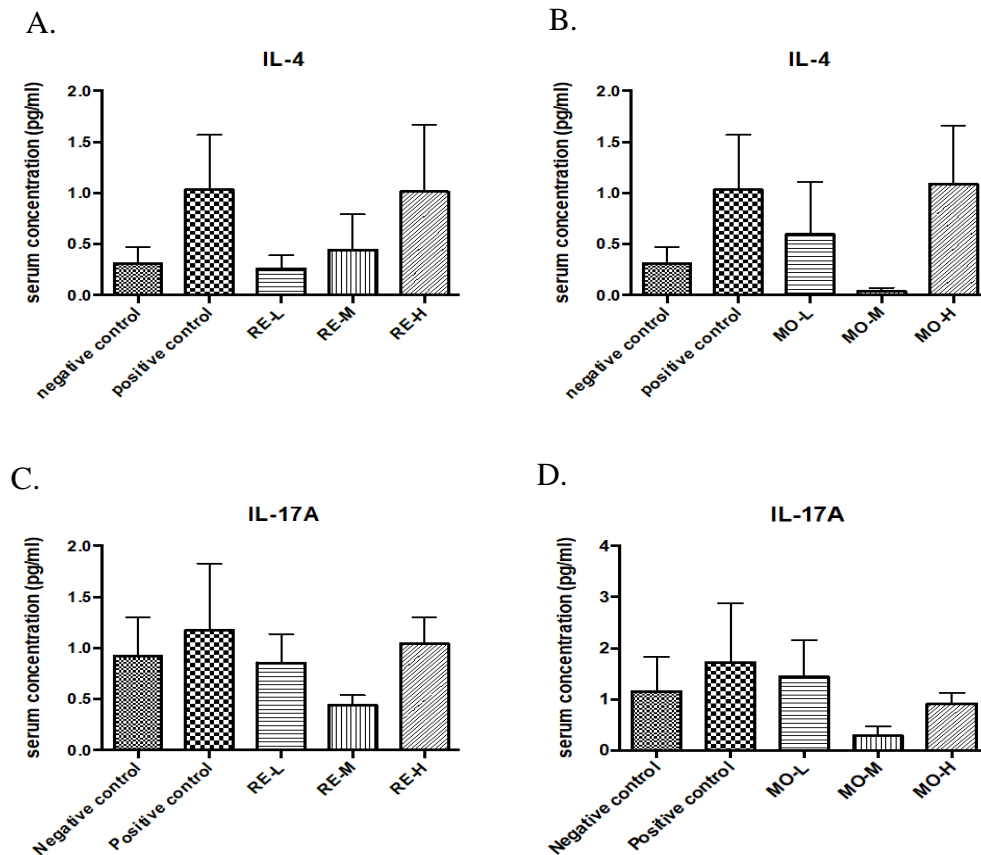 A.
IL-4
serum concentration (pg/ml)
2.0
1.5
1.0
0.5
0.0
negative control
positive control
RE-L
RE-M
RE-H
B.
IL-4
serum concentration (pg/ml)
2.0
1.5
1.0
0.5
0.0
negative control
positive control
MO-L
MO-M
MO-H
C.
IL-17A
serum concentration (pg/ml)
2.0
1.5
1.0
0.5
0.0
Negative control
Positive control
RE-L
RE-M
RE-H
D.
IL-17A
serum concentration (pg/ml)
4
3
2
1
0
Negative control
Positive control
MO-L
MO-M
MO-H